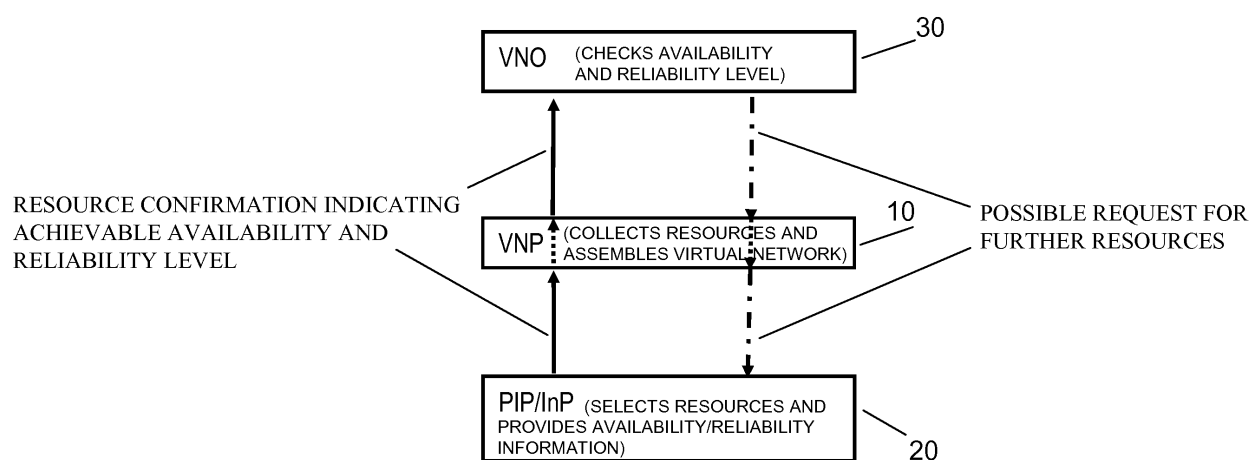 30
VNO (CHECKS AVAILABILITY
AND RELIABILITY LEVEL)
RESOURCE CONFIRMATION INDICATING
ACHIEVABLE AVAILABILITY AND
RELIABILITY LEVEL
10
VNP (COLLECTS RESOURCES AND
ASSEMBLES VIRTUAL NETWORK)
POSSIBLE REQUEST FOR
FURTHER RESOURCES
PIP/InP (SELECTS RESOURCES AND
PROVIDES AVAILABILITY/RELIABILITY
INFORMATION)
20